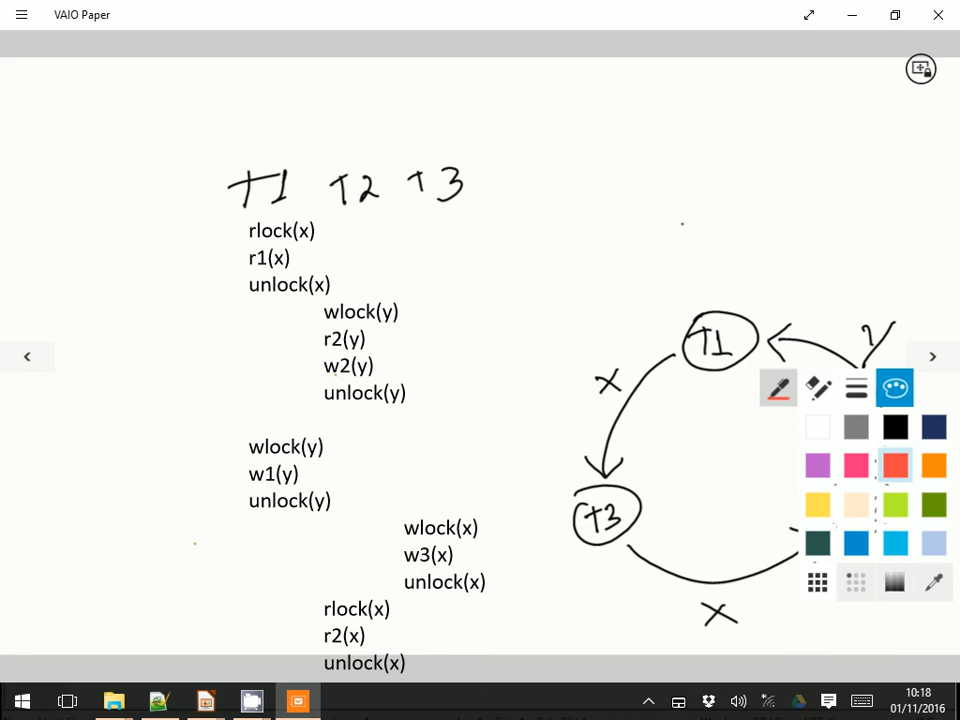 VAIO Paper
T1 T2 T3
rlock(x)
r1(x)
unlock(x)
wlock(y)
r2(y)
w2(y)
unlock(y)
wlock(y)
w1(y)
unlock(y)
wlock(x)
w3(x)
unlock(x)
rlock(x)
r2(x)
unlock(x)
T1
y
x
T3
x
10:18
01/11/2016